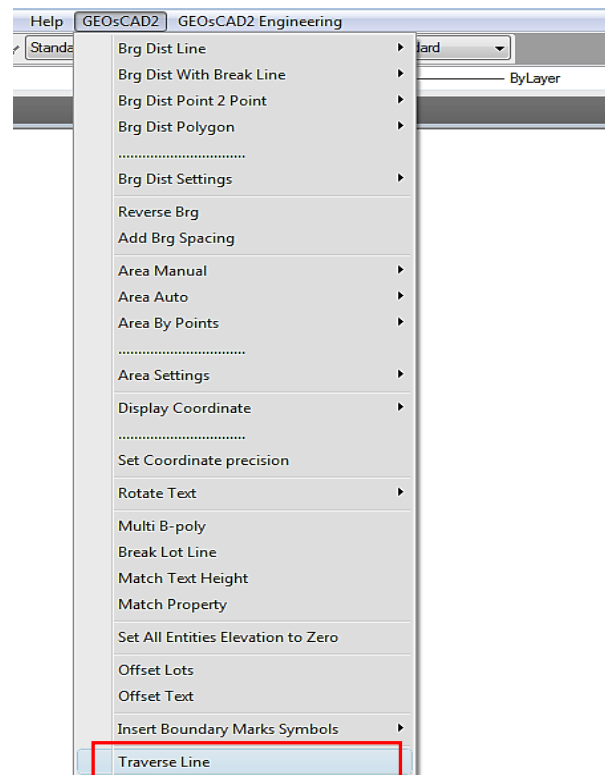 Help GEOsCAD2 GEOsCAD2 Engineering
Standa dard
ByLayer
Brg Dist Line
Brg Dist With Break Line
Brg Dist Point 2 Point
Brg Dist Polygon
................................
Brg Dist Settings
Reverse Brg
Add Brg Spacing
Area Manual
Area Auto
Area By Points
................................
Area Settings
Display Coordinate
................................
Set Coordinate precision
Rotate Text
Multi B-poly
Break Lot Line
Match Text Height
Match Property
Set All Entities Elevation to Zero
Offset Lots
Offset Text
Insert Boundary Marks Symbols
Traverse Line